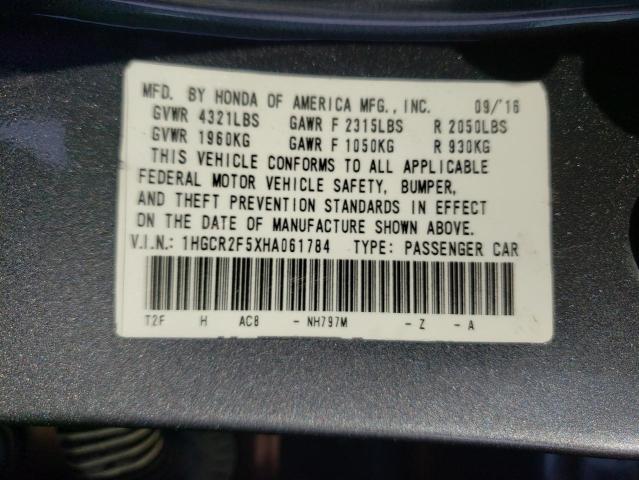 MFD. BY HONDA OF AMERICA MFG., INC. 09/'16
GVWR 4321LBS GAWR F 2315LBS R 2050LBS
GVWR 1960KG GAWR F 1050KG R 930KG
THIS VEHICLE CONFORMS TO ALL APPLICABLE
FEDERAL MOTOR VEHICLE SAFETY, BUMPER,
AND THEFT PREVENTION STANDARDS IN EFFECT
ON THE DATE OF MANUFACTURE SHOWN ABOVE.
V.I.N.: 1HGCR2F5XHA061784 TYPE: PASSENGER CAR
T2F H AC8 - NH797M - Z - A